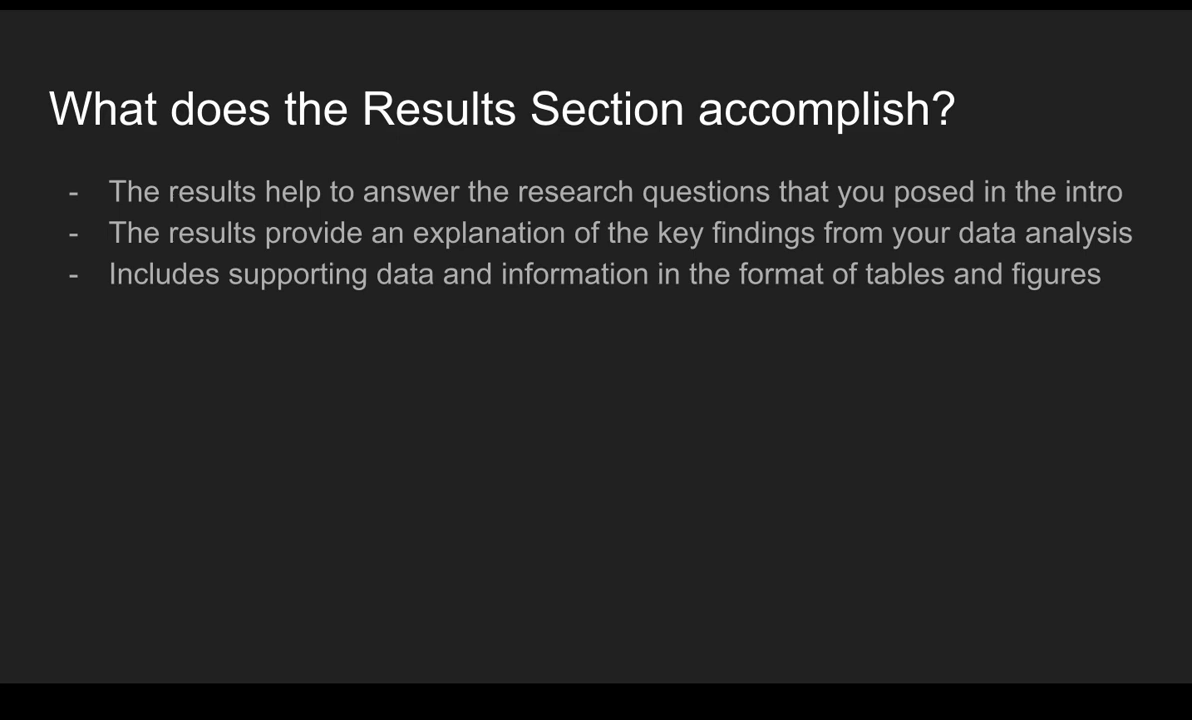 What does the Results Section accomplish?
- The results help to answer the research questions that you posed in the intro
- The results provide an explanation of the key findings from your data analysis
- Includes supporting data and information in the format of tables and figures